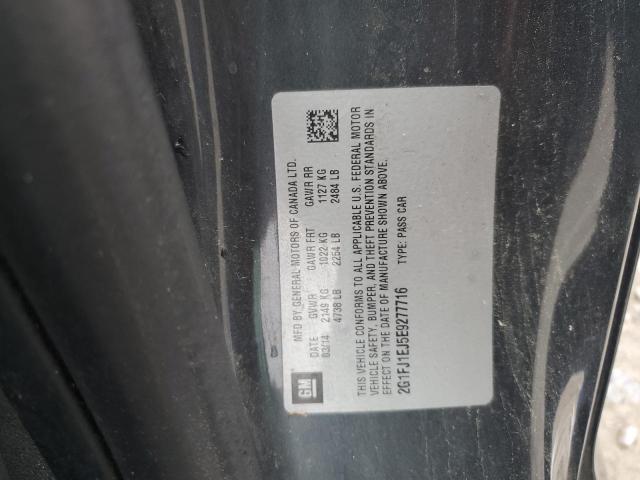 GM
MFD BY GENERAL MOTORS OF CANADA LTD.
DATE GVWR GAWR FRT GAWR RR
03/14 2149 KG 1022 KG 1127 KG
4738 LB 2254 LB 2484 LB
THIS VEHICLE CONFORMS TO ALL APPLICABLE U.S. FEDERAL MOTOR
VEHICLE SAFETY, BUMPER, AND THEFT PREVENTION STANDARDS IN
EFFECT ON THE DATE OF MANUFACTURE SHOWN ABOVE.
2G1FJ1EJ5E9277716 TYPE: PASS CAR